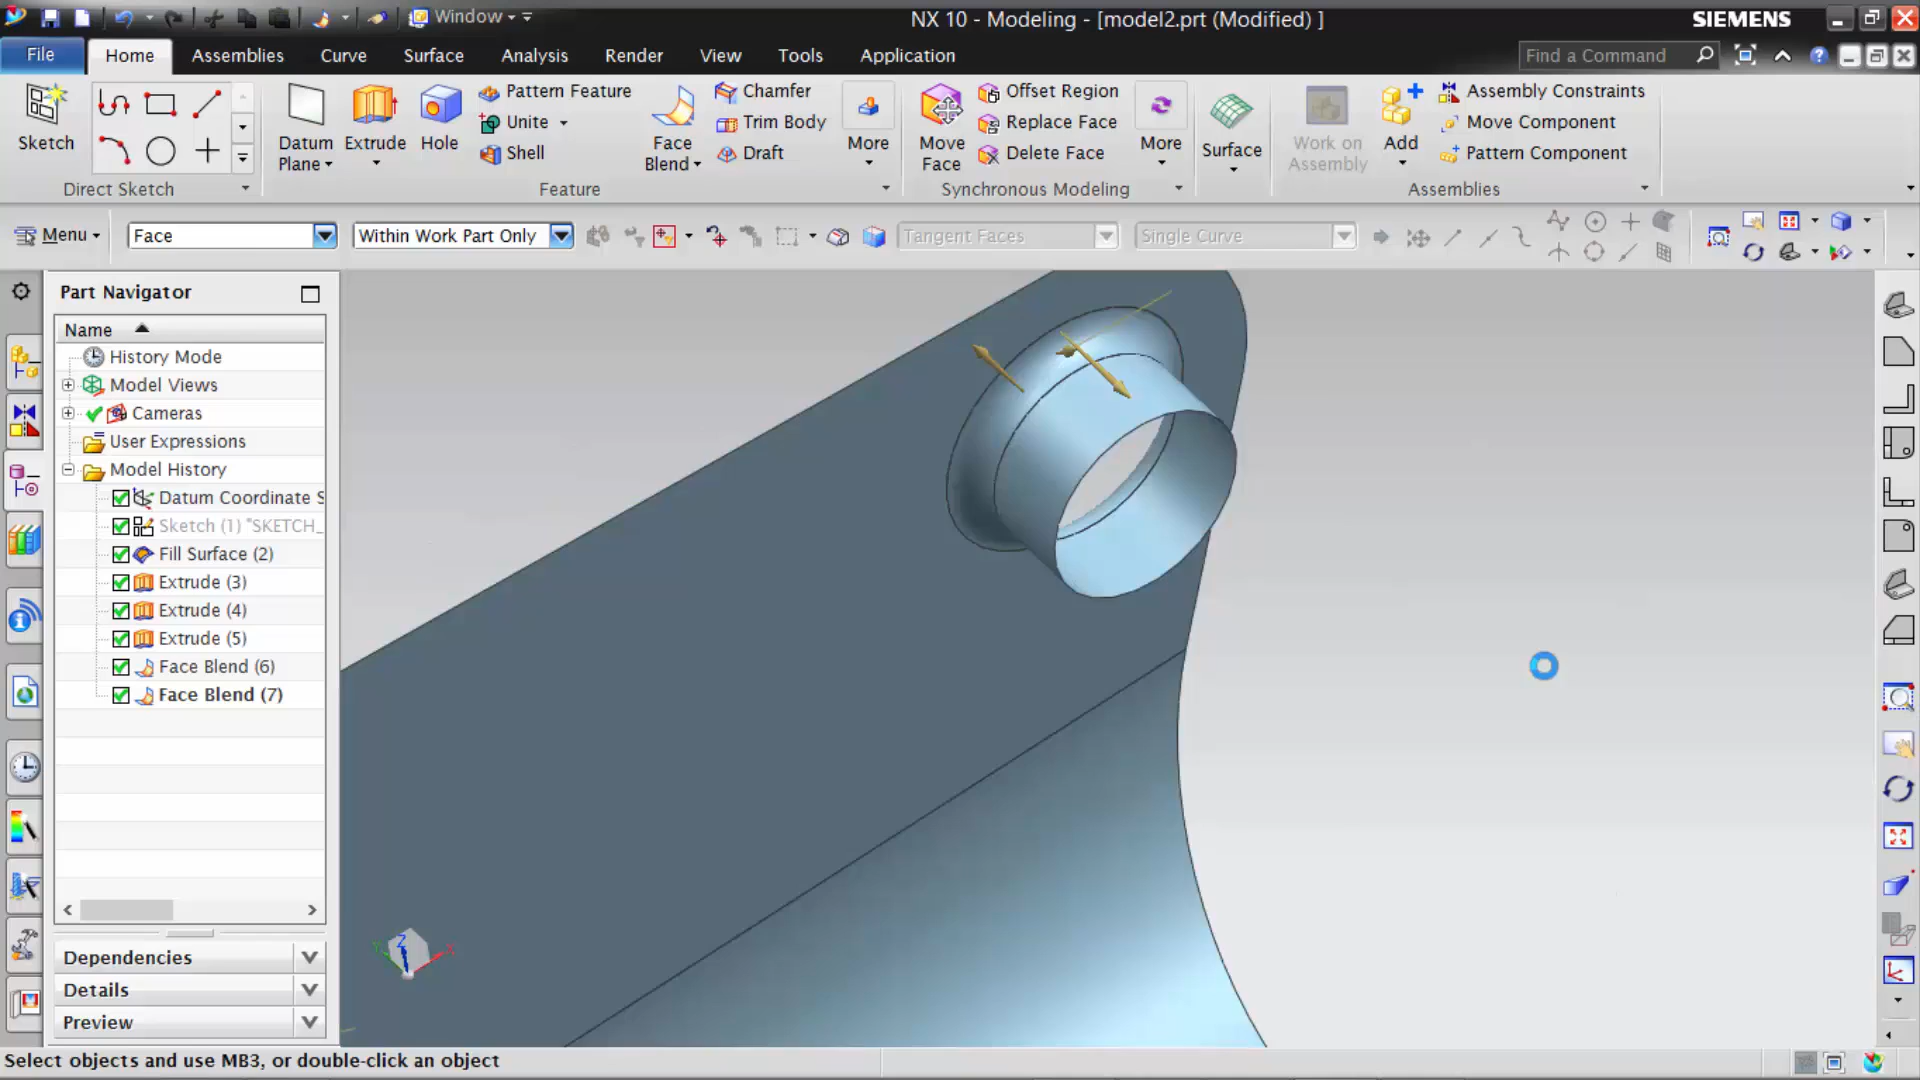 Window
NX 10 - Modeling - [model2.prt (Modified) ]
SIEMENS
File
Home
Assemblies
Curve
Surface
Analysis
Render
View
Tools
Application
Find a Command
Sketch
Direct Sketch
Datum Plane
Extrude
Hole
Pattern Feature
Unite
Shell
Face Blend
Chamfer
Trim Body
Draft
More
Feature
Move Face
Offset Region
Replace Face
Delete Face
More
Synchronous Modeling
Surface
Work on Assembly
Add
Assembly Constraints
Move Component
Pattern Component
Assemblies
Menu
Face
Within Work Part Only
Tangent Faces
Single Curve
Part Navigator
Name
History Mode
Model Views
Cameras
User Expressions
Model History
Datum Coordinate S
Sketch (1) "SKETCH_
Fill Surface (2)
Extrude (3)
Extrude (4)
Extrude (5)
Face Blend (6)
Face Blend (7)
Dependencies
Details
Preview
Y
Z
X
Select objects and use MB3, or double-click an object